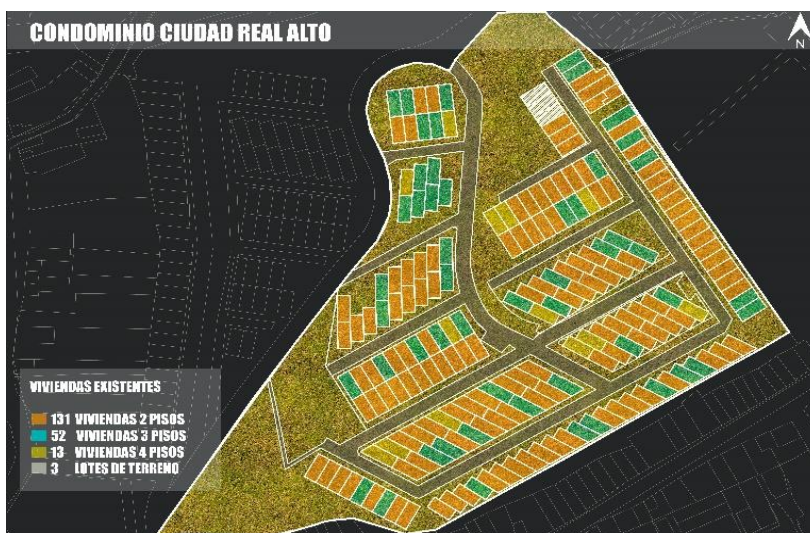 CONDOMINIO CIUDAD REAL ALTO
N
VIVIENDAS EXISTENTES
131 VIVIENDAS 2 PISOS
52 VIVIENDAS 3 PISOS
13 VIVIENDAS 4 PISOS
3 LOTES DE TERRENO